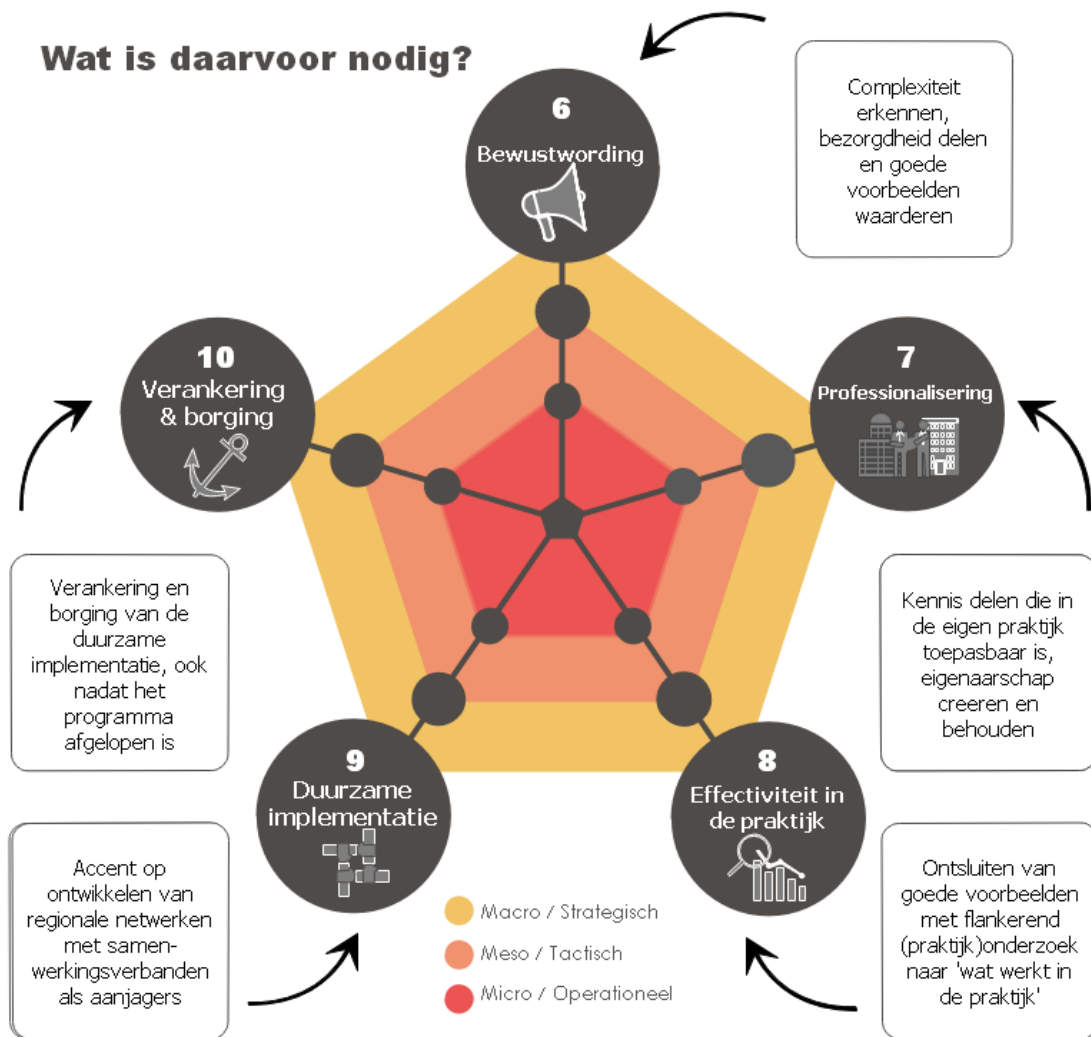 Wat is daarvoor nodig?
6
Bewustwording
Complexiteit
erkennen,
bezorgdheid delen
en goede
voorbeelden
waarderen
7
Professionalisering
Kennis delen die in
de eigen praktijk
toepasbaar is,
eigenaarschap
creeren en
behouden
8
Effectiviteit in
de praktijk
Ontsluiten van
goede voorbeelden
met flankerend
(praktijk)onderzoek
naar 'wat werkt in
de praktijk'
9
Duurzame
implementatie
Accent op
ontwikkelen van
regionale netwerken
met samen-
werkingsverbanden
als aanjagers
10
Verankering
& borging
Verankering en
borging van de
duurzame
implementatie, ook
nadat het
programma
afgelopen is
Macro / Strategisch
Meso / Tactisch
Micro / Operationeel